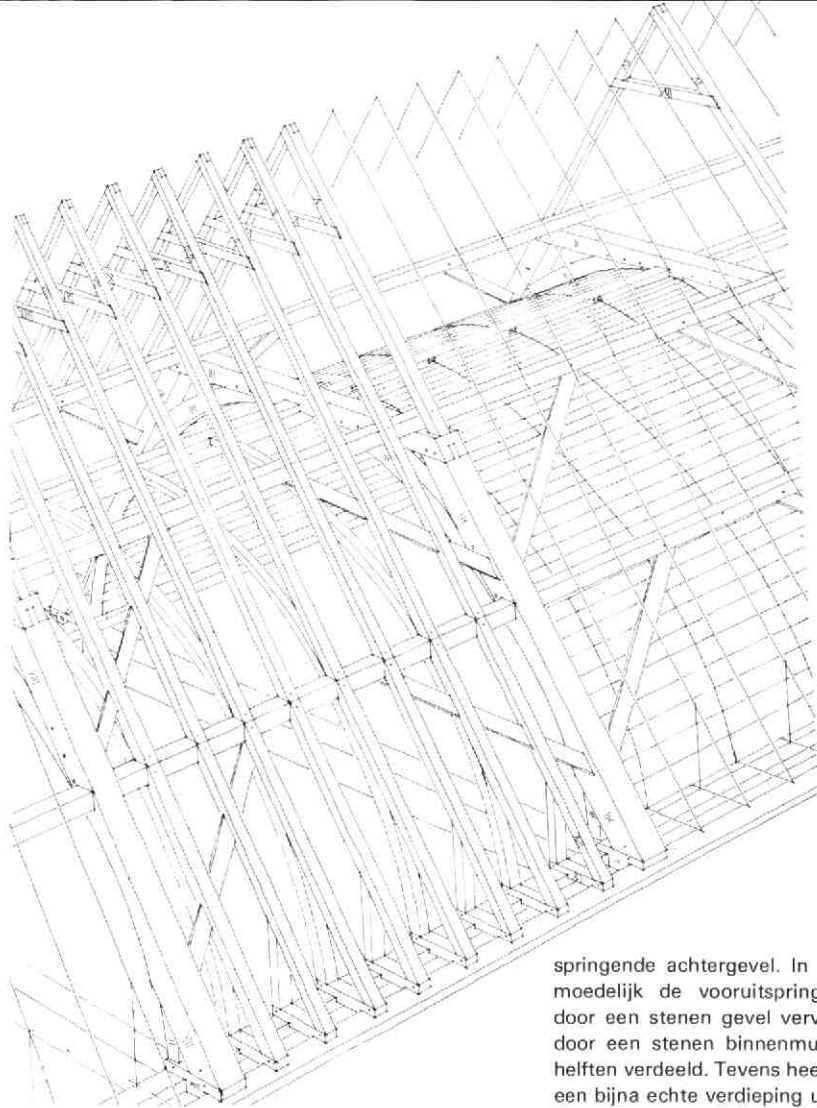 springende achtergevel. In
moedelijk de vooruitspring
door een stenen gevel verv
door een stenen binnenmu
helften verdeeld. Tevens hee
een bijna echte verdieping u